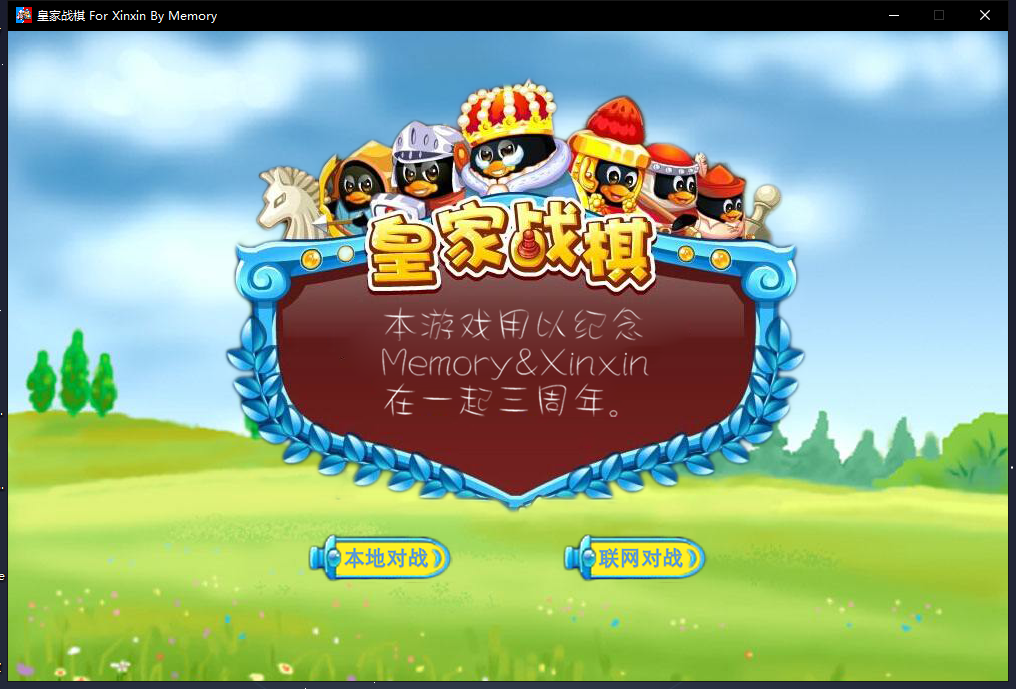 皇家战棋 For Xinxin By Memory
皇家战棋
本游戏用以纪念
Memory&Xinxin
在一起三周年。
本地对战
联网对战